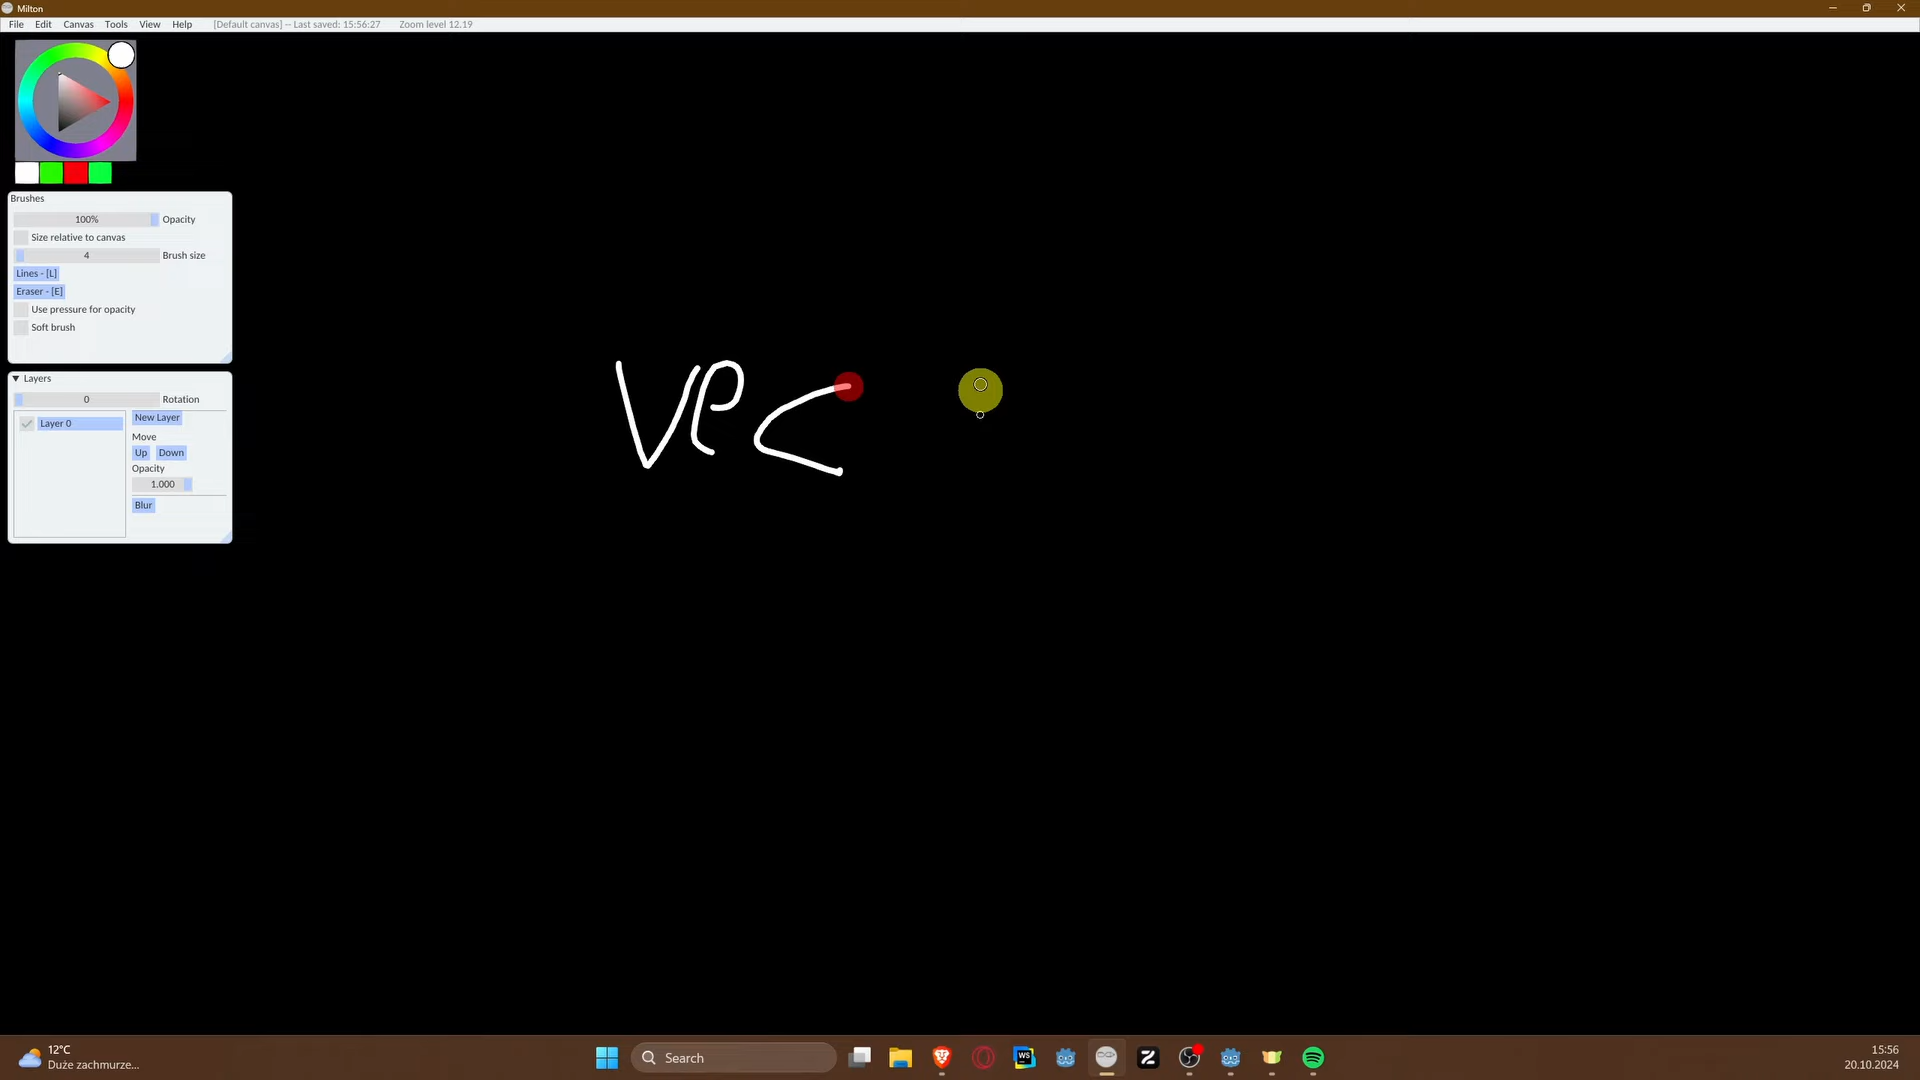 Milton
File Edit Canvas Tools View Help [Default canvas] -- Last saved: 15:56:27 Zoom level 12.19
Brushes
100% Opacity
Size relative to canvas
4 Brush size
Lines - [L]
Eraser - [E]
Use pressure for opacity
Soft brush
Layers
0 Rotation
Layer 0
New Layer
Move
Up Down
Opacity
1.000
Blur
vec
12°C
Duże zachmurze...
Search
WS
15:56
20.10.2024